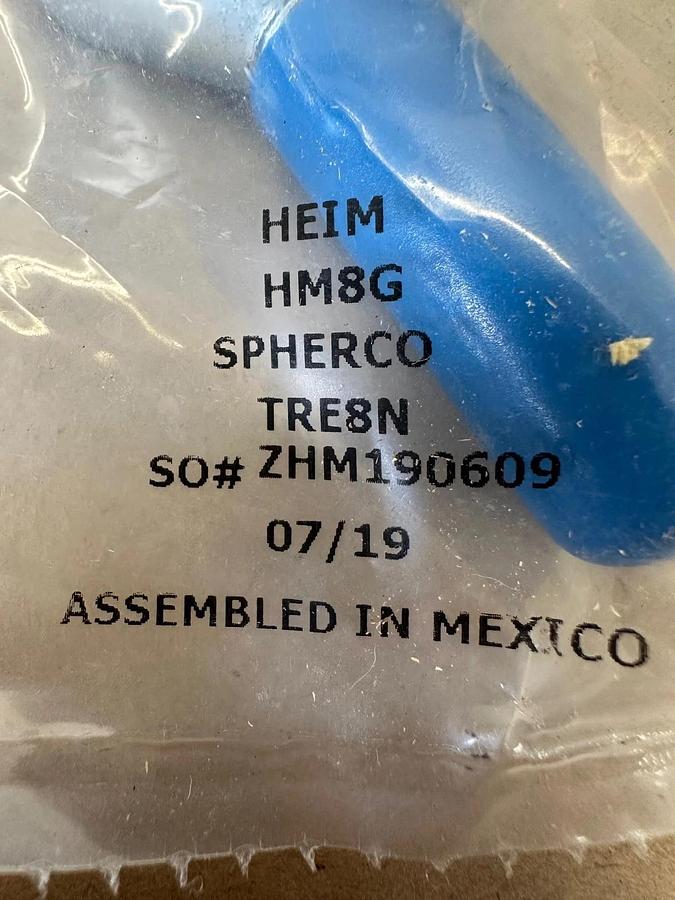 HEIM
HM8G
SPHERCO
TRE8N
SO# ZHM190609
07/19
ASSEMBLED IN MEXICO